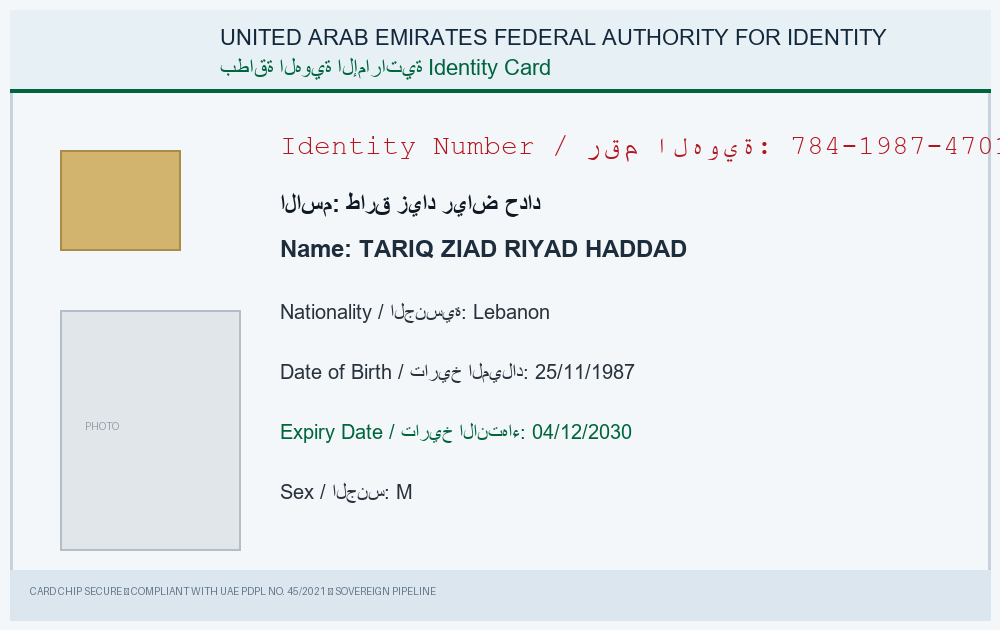 UNITED ARAB EMIRATES FEDERAL AUTHORITY FOR IDENTITY
بطاقة الهوية الإماراتية Identity Card
Identity Number / رقم الهوية: 784-1987-4701
الاسم: طارق زياد رياض حداد
Name: TARIQ ZIAD RIYAD HADDAD
Nationality / الجنسية: Lebanon
Date of Birth / تاريخ الميلاد: 25/11/1987
Expiry Date / تاريخ الانتهاء: 04/12/2030
PHOTO
Sex / الجنس: M
CARD CHIP SECURE COMPLIANT WITH UAE PDPL NO. 45/2021 SOVEREIGN PIPELINE